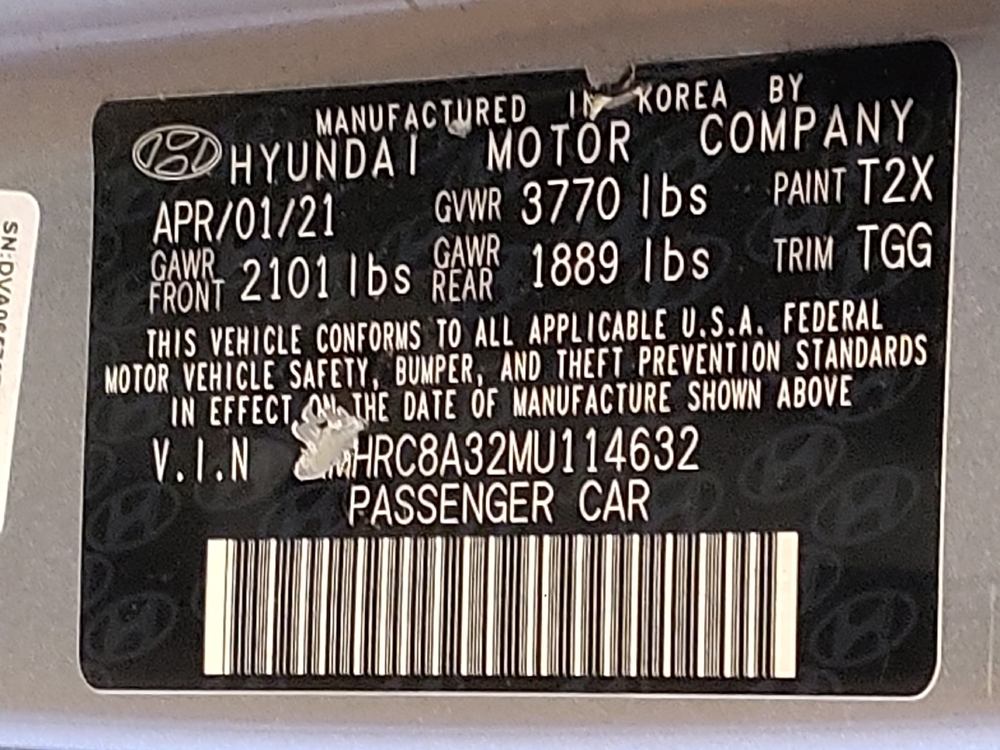 MANUFACTURED IN KOREA BY
HYUNDAI MOTOR COMPANY
APR/01/21 GVWR 3770 lbs PAINT T2X
GAWR FRONT 2101 lbs GAWR REAR 1889 lbs TRIM TGG
THIS VEHICLE CONFORMS TO ALL APPLICABLE U.S.A. FEDERAL
MOTOR VEHICLE SAFETY, BUMPER, AND THEFT PREVENTION STANDARDS
IN EFFECT ON THE DATE OF MANUFACTURE SHOWN ABOVE
V.I.N
PASSENGER CAR